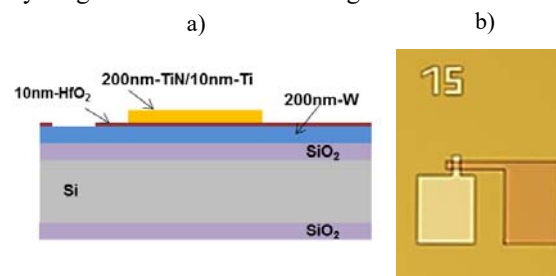 a)
200nm-TiN/10nm-Ti
10nm-HfO₂
200nm-W
SiO₂
Si
SiO₂
b)
15